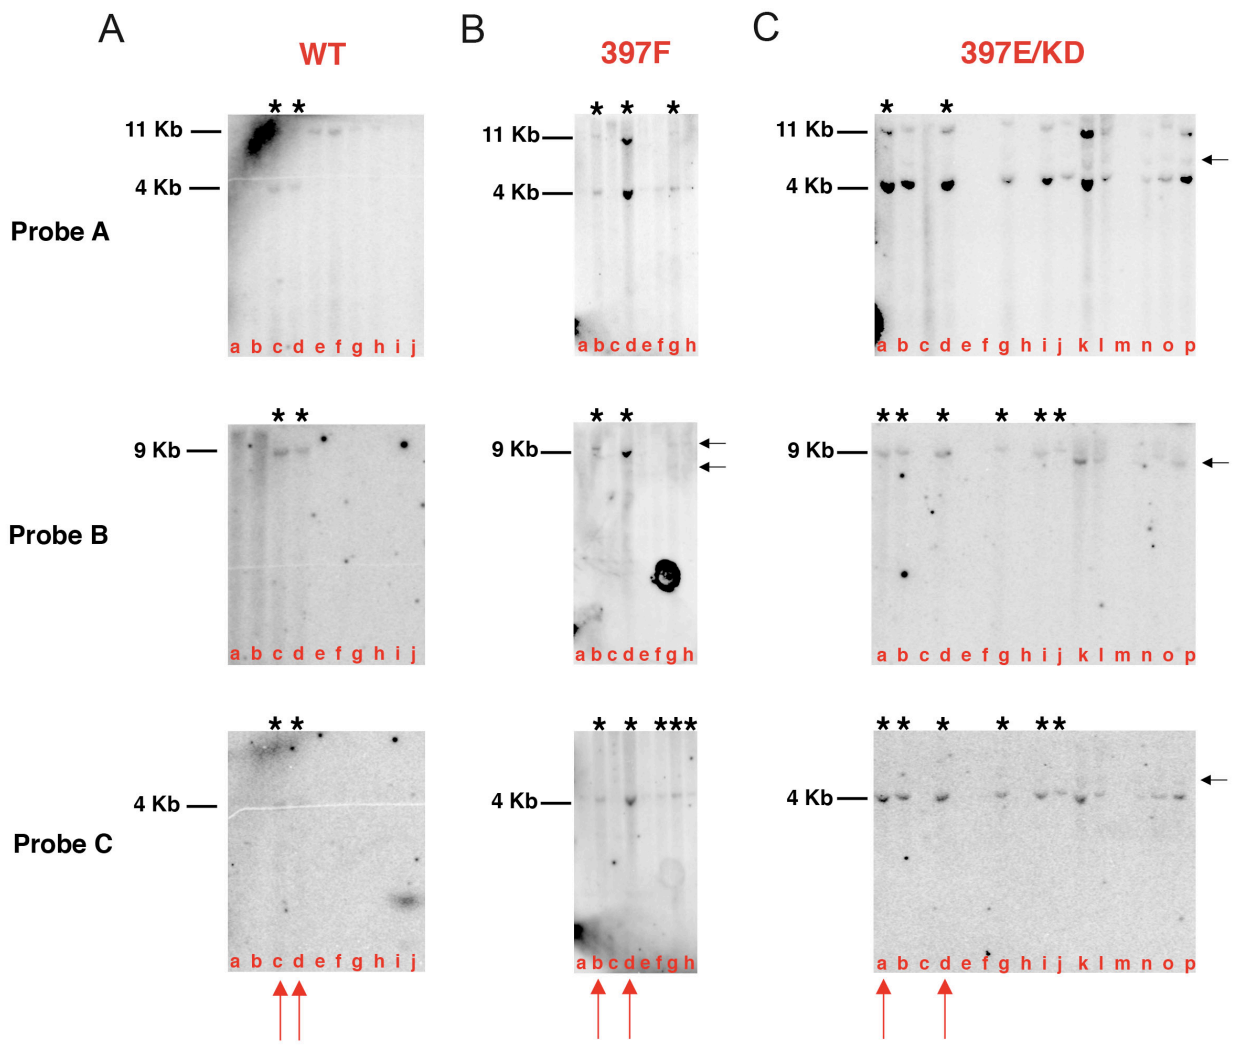 A B C
WT 397F 397E/KD
* * * * * * *
11 Kb 11 Kb 11 Kb
4 Kb 4 Kb 4 Kb
Probe A
a b c d e f g h i j a b c d e f g h a b c d e f g h i j k l m n o p
* * * * * * * * * *
9 Kb 9 Kb 9 Kb
Probe B
a b c d e f g h i j a b c d e f g h a b c d e f g h i j k l m n o p
* * * * * * * * * * * * *
4 Kb 4 Kb 4 Kb
Probe C
a b c d e f g h i j a b c d e f g h a b c d e f g h i j k l m n o p